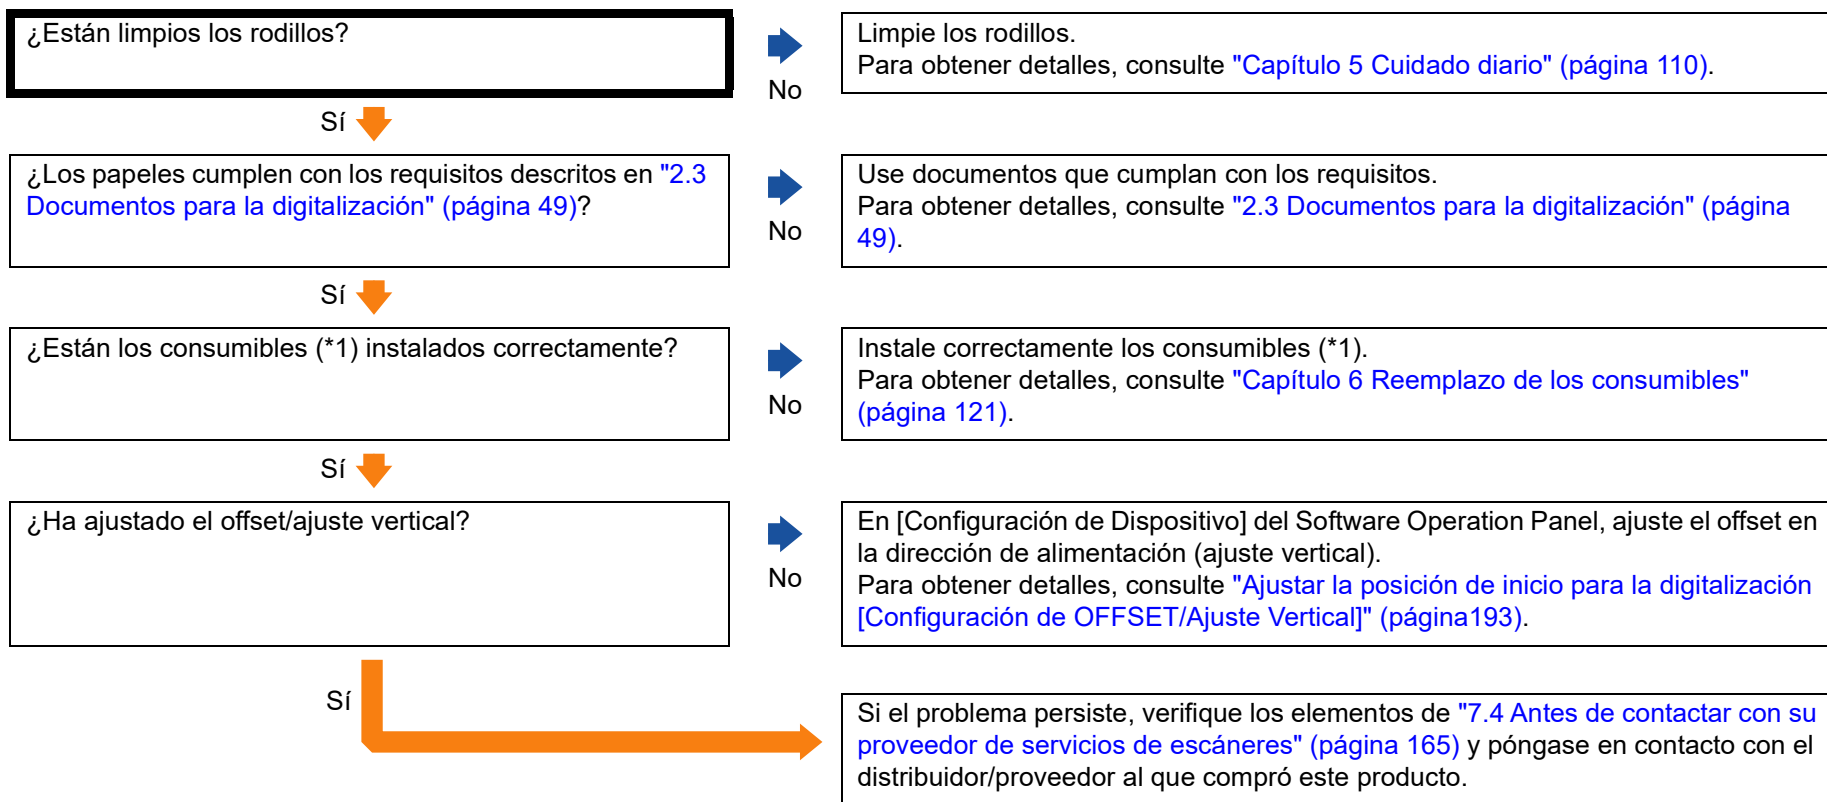 ¿Están limpios los rodillos?
No
Limpie los rodillos.
Para obtener detalles, consulte "Capítulo 5 Cuidado diario" (página 110).
Sí
¿Los papeles cumplen con los requisitos descritos en "2.3
Documentos para la digitalización" (página 49)?
No
Use documentos que cumplan con los requisitos.
Para obtener detalles, consulte "2.3 Documentos para la digitalización" (página
49).
Sí
¿Están los consumibles (*1) instalados correctamente?
No
Instale correctamente los consumibles (*1).
Para obtener detalles, consulte "Capítulo 6 Reemplazo de los consumibles"
(página 121).
Sí
¿Ha ajustado el offset/ajuste vertical?
No
En [Configuración de Dispositivo] del Software Operation Panel, ajuste el offset en
la dirección de alimentación (ajuste vertical).
Para obtener detalles, consulte "Ajustar la posición de inicio para la digitalización
[Configuración de OFFSET/Ajuste Vertical]" (página193).
Sí
Si el problema persiste, verifique los elementos de "7.4 Antes de contactar con su
proveedor de servicios de escáneres" (página 165) y póngase en contacto con el
distribuidor/proveedor al que compró este producto.